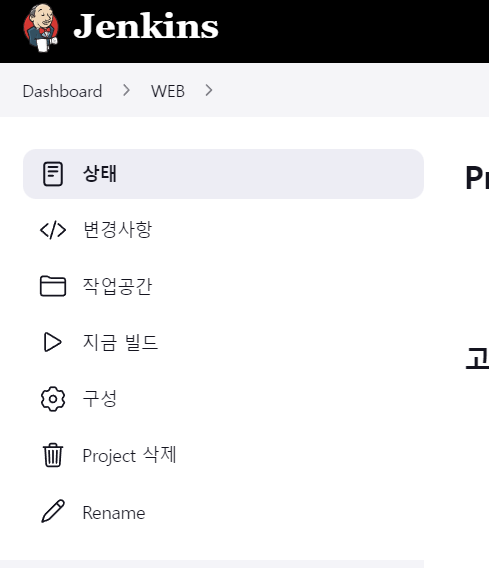 Jenkins
Dashboard > WEB >
상태
변경사항
작업공간
지금 빌드
구성
Project 삭제
Rename